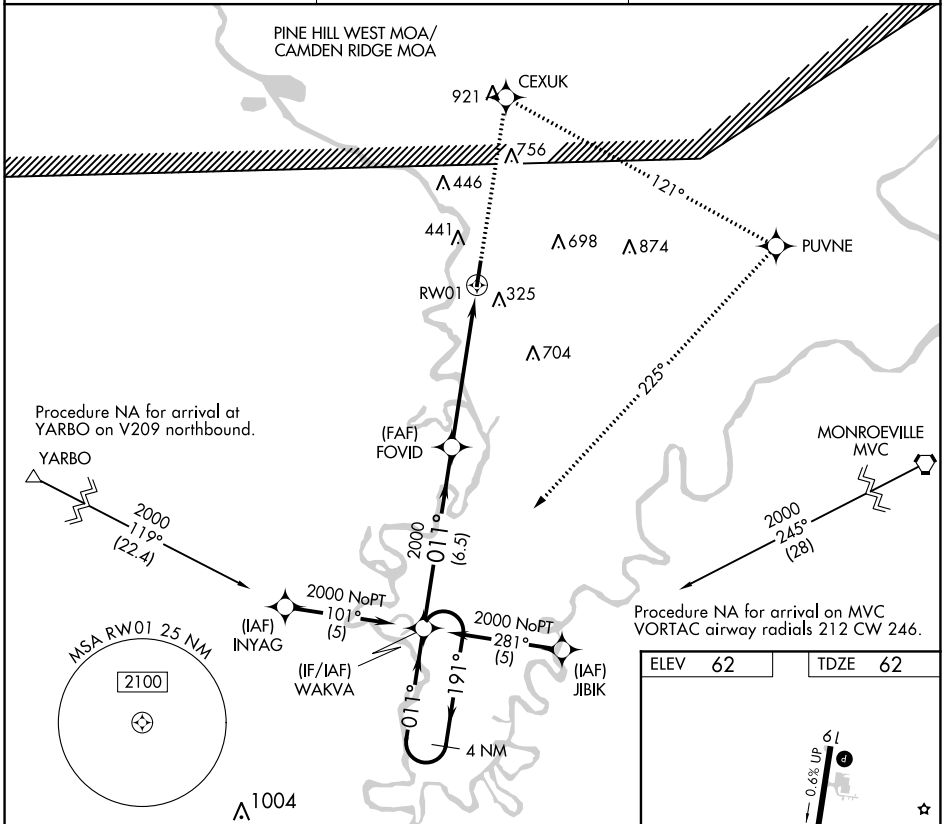 PINE HILL WEST MOA/
CAMDEN RIDGE MOA
CEXUK
921
756
446
121°
441
698
874
PUVNE
RW01
325
704
225°
Procedure NA for arrival at
YARBO on V209 northbound.
YARBO
(FAF)
FOVID
MONROEVILLE
MVC
2000
119°
(22.4)
2000
011°
(6.5)
2000
245°
(28)
2000 NoPT
101°
(5)
(IAF)
INYAG
2000 NoPT
281°
(5)
(IAF)
JIBIK
Procedure NA for arrival on MVC
VORTAC airway radials 212 CW 246.
MSA RW01 25 NM
2100
(IF/IAF)
WAKVA
011°
191°
4 NM
1004
ELEV 62
TDZE 62
19
0.6% UP
P